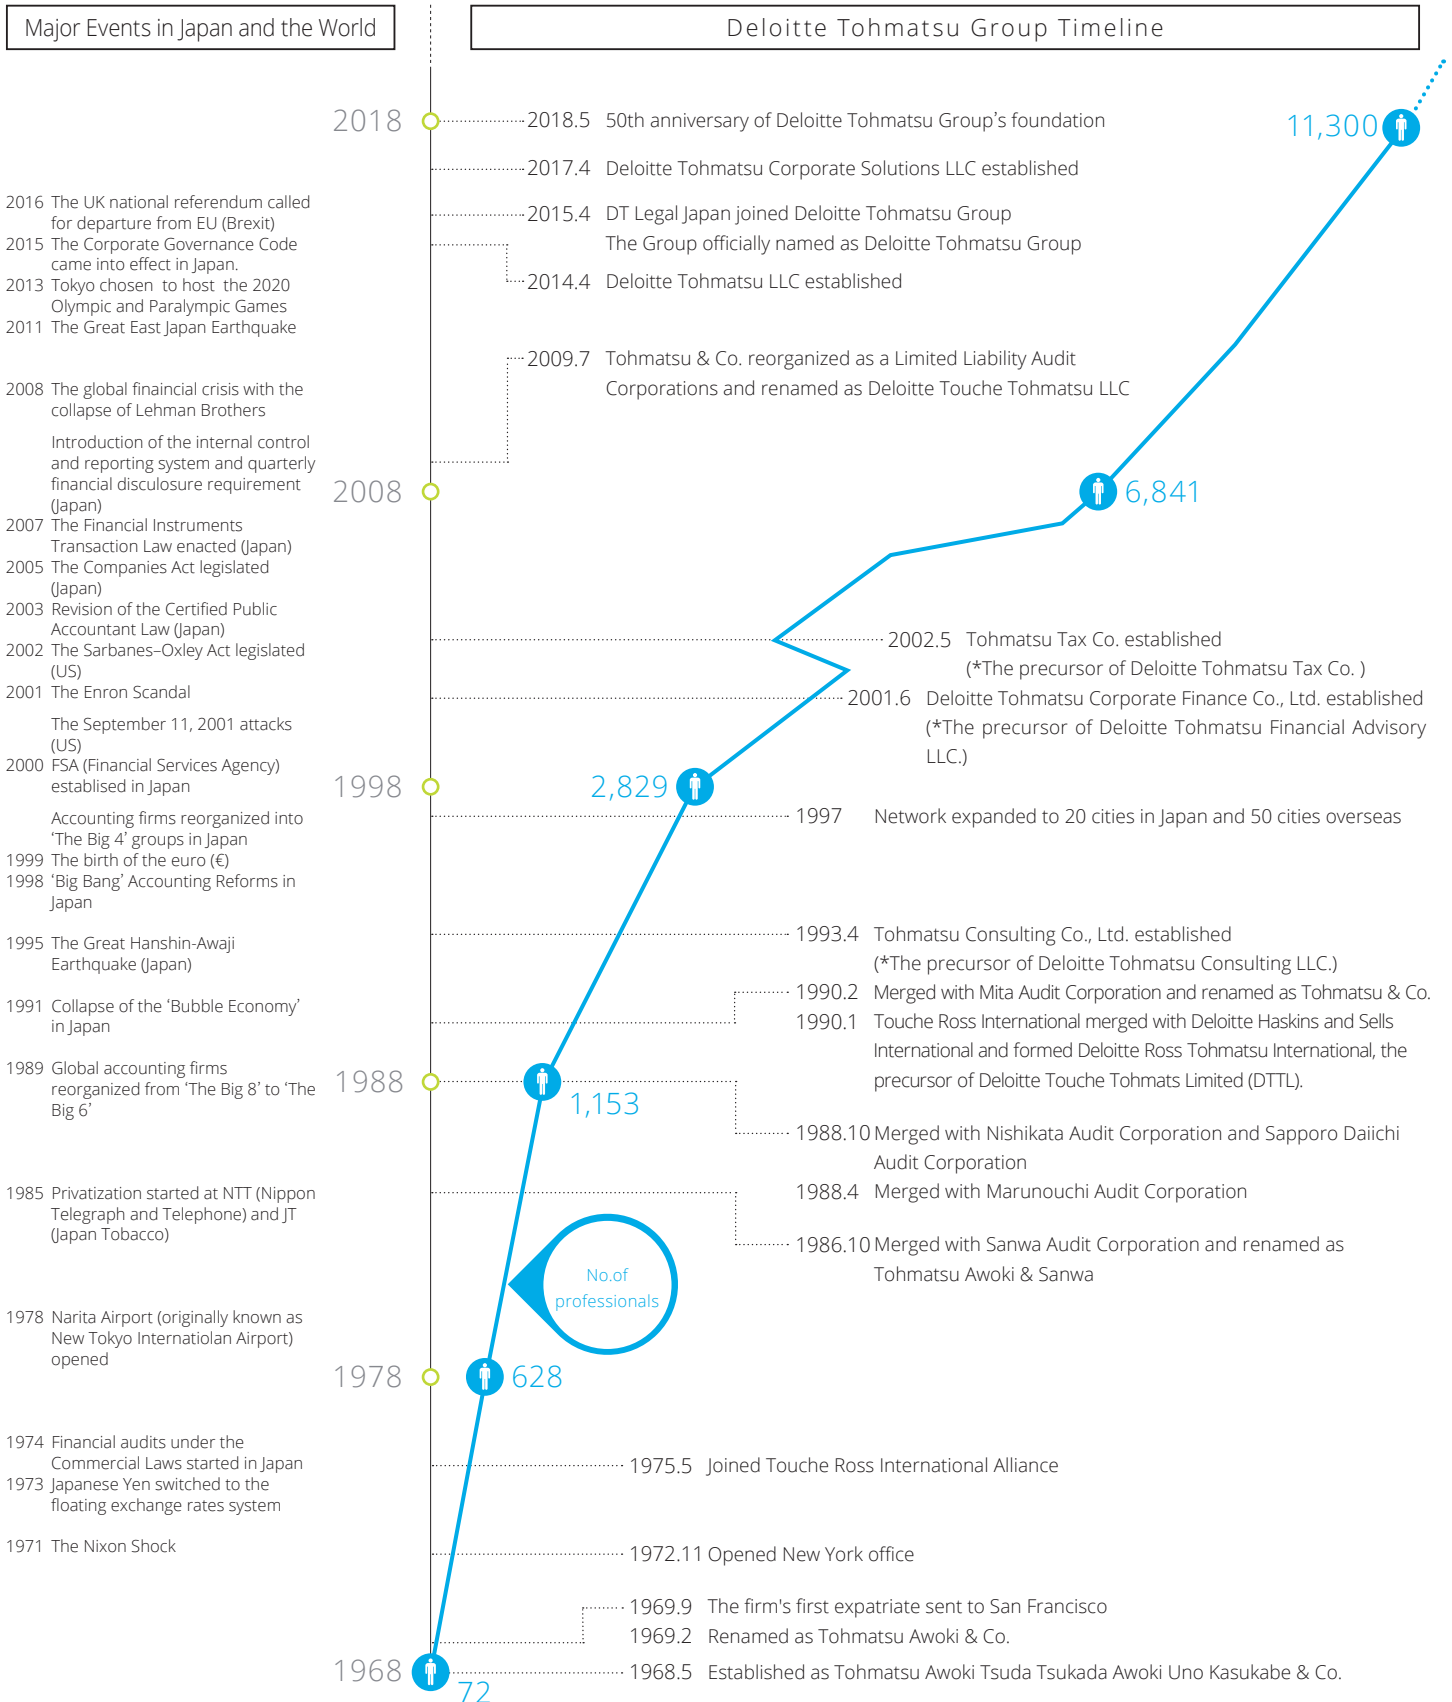 Major Events in Japan and the World
2016 The UK national referendum called
for departure from EU (Brexit)
2015 The Corporate Governance Code
came into effect in Japan.
2013 Tokyo chosen to host the 2020
Olympic and Paralympic Games
2011 The Great East Japan Earthquake
2008 The global finaincial crisis with the
collapse of Lehman Brothers
Introduction of the internal control
and reporting system and quarterly
financial disculosure requirement
(Japan)
2007 The Financial Instruments
Transaction Law enacted (Japan)
2005 The Companies Act legislated
(Japan)
2003 Revision of the Certified Public
Accountant Law (Japan)
2002 The Sarbanes–Oxley Act legislated
(US)
2001 The Enron Scandal
The September 11, 2001 attacks
(US)
2000 FSA (Financial Services Agency)
establised in Japan
Accounting firms reorganized into
‘The Big 4’ groups in Japan
1999 The birth of the euro (€)
1998 ‘Big Bang’ Accounting Reforms in
Japan
1995 The Great Hanshin-Awaji
Earthquake (Japan)
1991 Collapse of the ‘Bubble Economy’
in Japan
1989 Global accounting firms
reorganized from ‘The Big 8’ to ‘The
Big 6’
1985 Privatization started at NTT (Nippon
Telegraph and Telephone) and JT
(Japan Tobacco)
1978 Narita Airport (originally known as
New Tokyo Internatiolan Airport)
opened
1974 Financial audits under the
Commercial Laws started in Japan
1973 Japanese Yen switched to the
floating exchange rates system
1971 The Nixon Shock
2018
2008
1998
1988
1978
1968
Deloitte Tohmatsu Group Timeline
2018.5 50th anniversary of Deloitte Tohmatsu Group’s foundation
11,300
2017.4 Deloitte Tohmatsu Corporate Solutions LLC established
2015.4 DT Legal Japan joined Deloitte Tohmatsu Group
The Group officially named as Deloitte Tohmatsu Group
2014.4 Deloitte Tohmatsu LLC established
2009.7 Tohmatsu & Co. reorganized as a Limited Liability Audit
Corporations and renamed as Deloitte Touche Tohmatsu LLC
6,841
2002.5 Tohmatsu Tax Co. established
(*The precursor of Deloitte Tohmatsu Tax Co. )
2001.6 Deloitte Tohmatsu Corporate Finance Co., Ltd. established
(*The precursor of Deloitte Tohmatsu Financial Advisory
LLC.)
2,829
1997 Network expanded to 20 cities in Japan and 50 cities overseas
1993.4 Tohmatsu Consulting Co., Ltd. established
(*The precursor of Deloitte Tohmatsu Consulting LLC.)
1990.2 Merged with Mita Audit Corporation and renamed as Tohmatsu & Co.
1990.1 Touche Ross International merged with Deloitte Haskins and Sells
International and formed Deloitte Ross Tohmatsu International, the
precursor of Deloitte Touche Tohmats Limited (DTTL).
1,153
1988.10 Merged with Nishikata Audit Corporation and Sapporo Daiichi
Audit Corporation
1988.4 Merged with Marunouchi Audit Corporation
1986.10 Merged with Sanwa Audit Corporation and renamed as
Tohmatsu Awoki & Sanwa
No.of
professionals
628
1975.5 Joined Touche Ross International Alliance
1972.11 Opened New York office
1969.9 The firm's first expatriate sent to San Francisco
1969.2 Renamed as Tohmatsu Awoki & Co.
1968.5 Established as Tohmatsu Awoki Tsuda Tsukada Awoki Uno Kasukabe & Co.
72